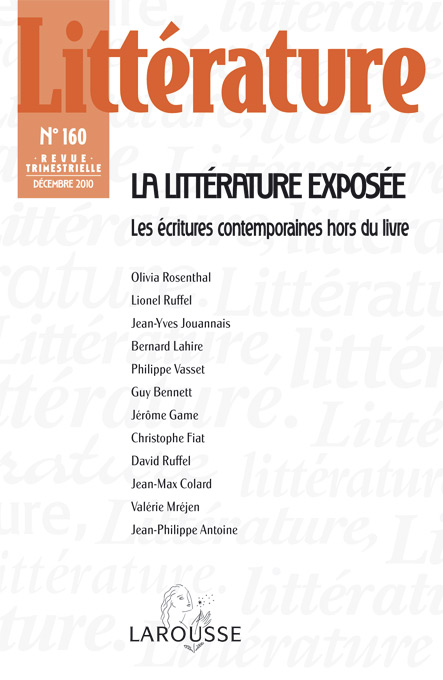 Littérature
N° 160
· REVUE ·
TRIMESTRIELLE
DÉCEMBRE 2010
LA LITTÉRATURE EXPOSÉE
Les écritures contemporaines hors du livre
Olivia Rosenthal
Lionel Ruffel
Jean-Yves Jouannais
Bernard Lahire
Philippe Vasset
Guy Bennett
Jérôme Game
Christophe Fiat
David Ruffel
Jean-Max Colard
Valérie Mréjen
Jean-Philippe Antoine
LAROUSSE